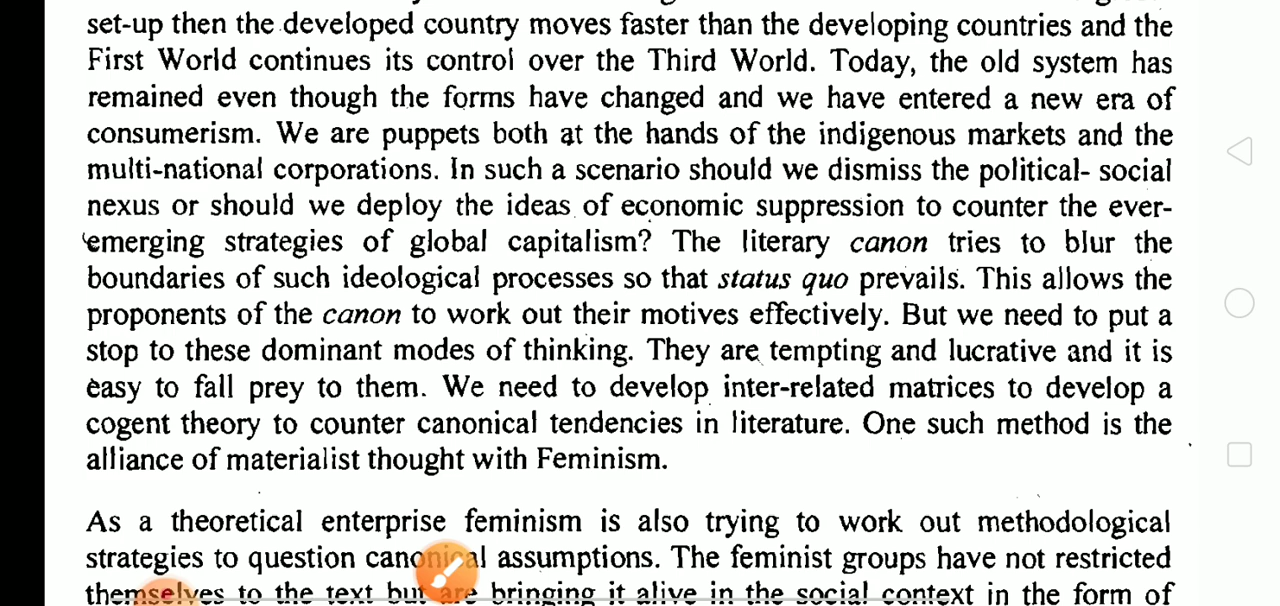 set-up then the developed country moves faster than the developing countries and the
First World continues its control over the Third World. Today, the old system has
remained even though the forms have changed and we have entered a new era of
consumerism. We are puppets both at the hands of the indigenous markets and the
multi-national corporations. In such a scenario should we dismiss the political- social
nexus or should we deploy the ideas of economic suppression to counter the ever-
emerging strategies of global capitalism? The literary canon tries to blur the
boundaries of such ideological processes so that status quo prevails. This allows the
proponents of the canon to work out their motives effectively. But we need to put a
stop to these dominant modes of thinking. They are tempting and lucrative and it is
easy to fall prey to them. We need to develop inter-related matrices to develop a
cogent theory to counter canonical tendencies in literature. One such method is the
alliance of materialist thought with Feminism.
As a theoretical enterprise feminism is also trying to work out methodological
strategies to question canonical assumptions. The feminist groups have not restricted
themselves to the text but are bringing it alive in the social context in the form of